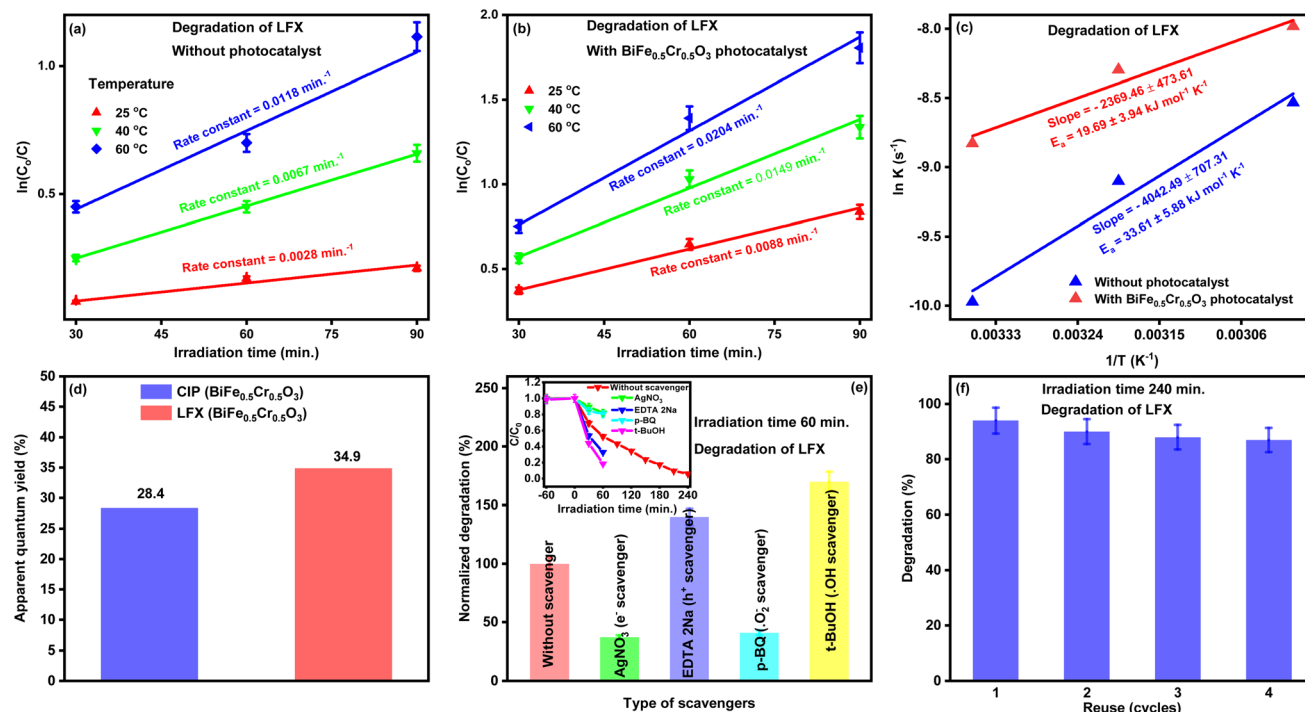 (a)
Degradation of LFX
Without photocatalyst
Temperature
25 °C
40 °C
60 °C
Rate constant = 0.0118 min.⁻¹
Rate constant = 0.0067 min.⁻¹
Rate constant = 0.0028 min.⁻¹
1.0
0.5
ln(C₀/C)
30 45 60 75 90
Irradiation time (min.)
(b)
Degradation of LFX
With BiFe₀.₅Cr₀.₅O₃ photocatalyst
25 °C
40 °C
60 °C
Rate constant = 0.0204 min.⁻¹
Rate constant = 0.0149 min.⁻¹
Rate constant = 0.0088 min.⁻¹
2.0
1.5
1.0
0.5
ln(C₀/C)
30 45 60 75 90
Irradiation time (min.)
(c)
Slope = - 2369.46 ± 473.61
Eₐ = 19.69 ± 3.94 kJ mol⁻¹ K⁻¹
Slope = - 4042.49 ± 707.31
Eₐ = 33.61 ± 5.88 kJ mol⁻¹ K⁻¹
Without photocatalyst
With BiFe₀.₅Cr₀.₅O₃ photocatalyst
-8.0
-8.5
-9.0
-9.5
-10.0
ln K (s⁻¹)
0.00333 0.00324 0.00315 0.00306
1/T (K⁻¹)
(d)
CIP (BiFe₀.₅Cr₀.₅O₃)
LFX (BiFe₀.₅Cr₀.₅O₃)
28.4
34.9
50
45
40
35
30
25
20
15
10
5
0
Apparent quantum yield (%)
(e)
Without scavenger
AgNO₃
EDTA 2Na
p-BQ
t-BuOH
1.2
1.0
0.8
0.6
0.4
0.2
0.0
C/C₀
-60 0 60 120 180 240
Irradiation time (min.)
Irradiation time 60 min.
Degradation of LFX
Without scavenger
AgNO₃ (e⁻ scavenger)
EDTA 2Na (h⁺ scavenger)
p-BQ (.O₂⁻ scavenger)
t-BuOH (.OH scavenger)
250
200
150
100
50
0
Normalized degradation (%)
Type of scavengers
(f)
Irradiation time 240 min.
Degradation of LFX
100
80
60
40
20
0
Degradation (%)
1 2 3 4
Reuse (cycles)